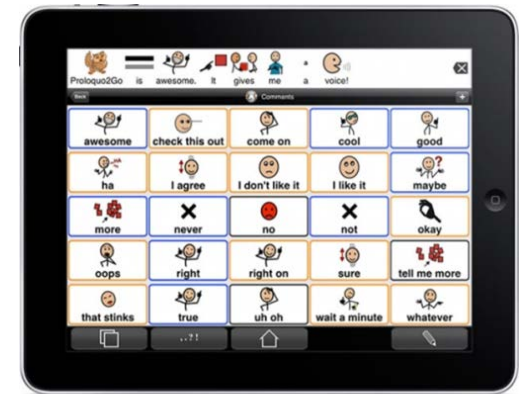 Proloquo2Go is awesome. It gives me a voice!
Back Comments +
awesome check this out come on cool good
ha I agree I don't like it I like it maybe
more never no not okay
oops right right on sure tell me more
that stinks true uh oh wait a minute whatever
..?!